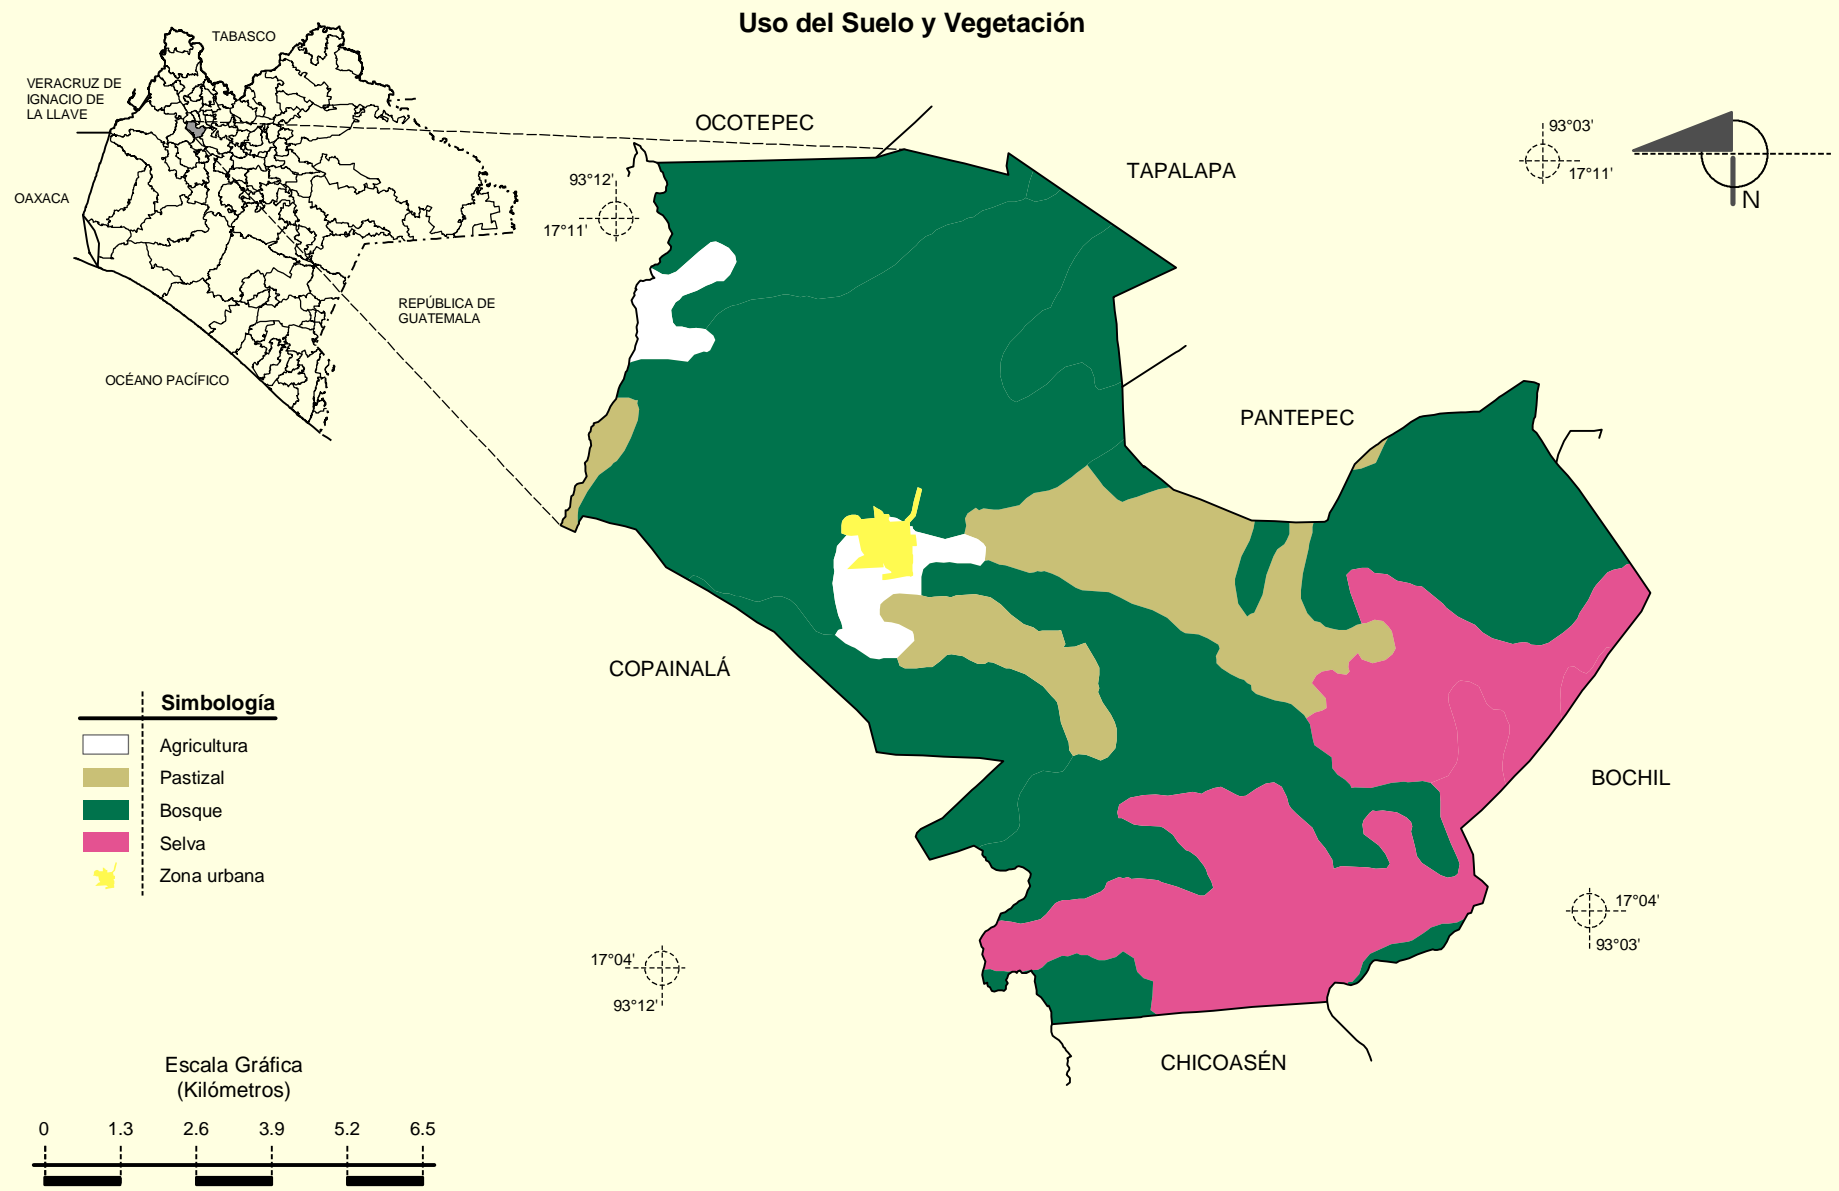 Uso del Suelo y Vegetación
TABASCO
VERACRUZ DE
IGNACIO DE
LA LLAVE
OAXACA
REPÚBLICA DE
GUATEMALA
OCÉANO PACÍFICO
OCOTEPEC
TAPALAPA
93°03'
17°11'
N
93°12'
17°11'
PANTEPEC
COPAINALÁ
BOCHIL
Simbología
Agricultura
Pastizal
Bosque
Selva
Zona urbana
17°04'
93°03'
17°04'
93°12'
CHICOASÉN
Escala Gráfica
(Kilómetros)
0 1.3 2.6 3.9 5.2 6.5